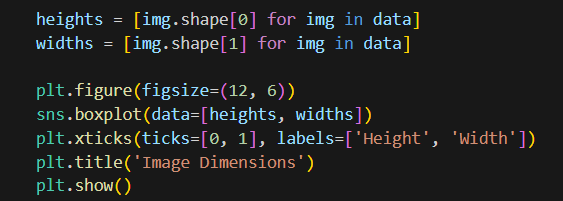 heights = [img.shape[0] for img in data]
widths = [img.shape[1] for img in data]
plt.figure(figsize=(12, 6))
sns.boxplot(data=[heights, widths])
plt.xticks(ticks=[0, 1], labels=['Height', 'Width'])
plt.title('Image Dimensions')
plt.show()